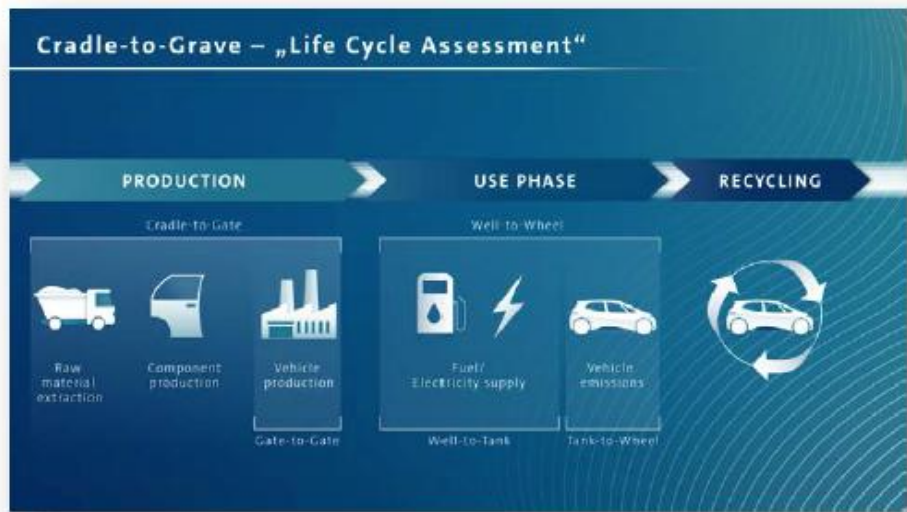 Cradle-to-Grave – „Life Cycle Assessment“
PRODUCTION
USE PHASE
RECYCLING
Cradle-to-Gate
Well-to-Wheel
Raw
material
extraction
Component
production
Vehicle
production
Fuel/
Electricity supply
Vehicle
emissions
Gate-to-Gate
Well-to-Tank
Tank-to-Wheel